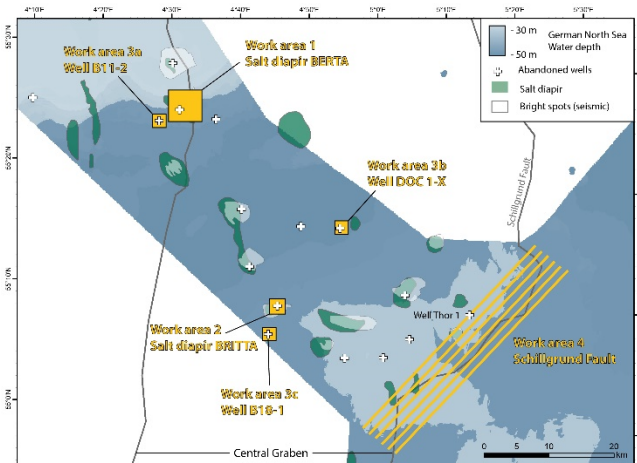 4°10'E
4°20'E
4°30'E
4°40'E
4°50'E
5°0'E
5°10'E
5°20'E
5°30'E
55°30'N
55°20'N
55°10'N
55°0'N
Work area 3a
Well B11-2
Work area 1
Salt diapir BERTA
- 30 m
- 50 m
German North Sea
Water depth
Abandoned wells
Salt diapir
Bright spots (seismic)
Work area 3b
Well DOC 1-X
Schillgrund Fault
Well Thor 1
Work area 2
Salt diapir BRITTA
Work area 4
Schillgrund Fault
Work area 3c
Well B10-1
Central Graben
0
10
20
km